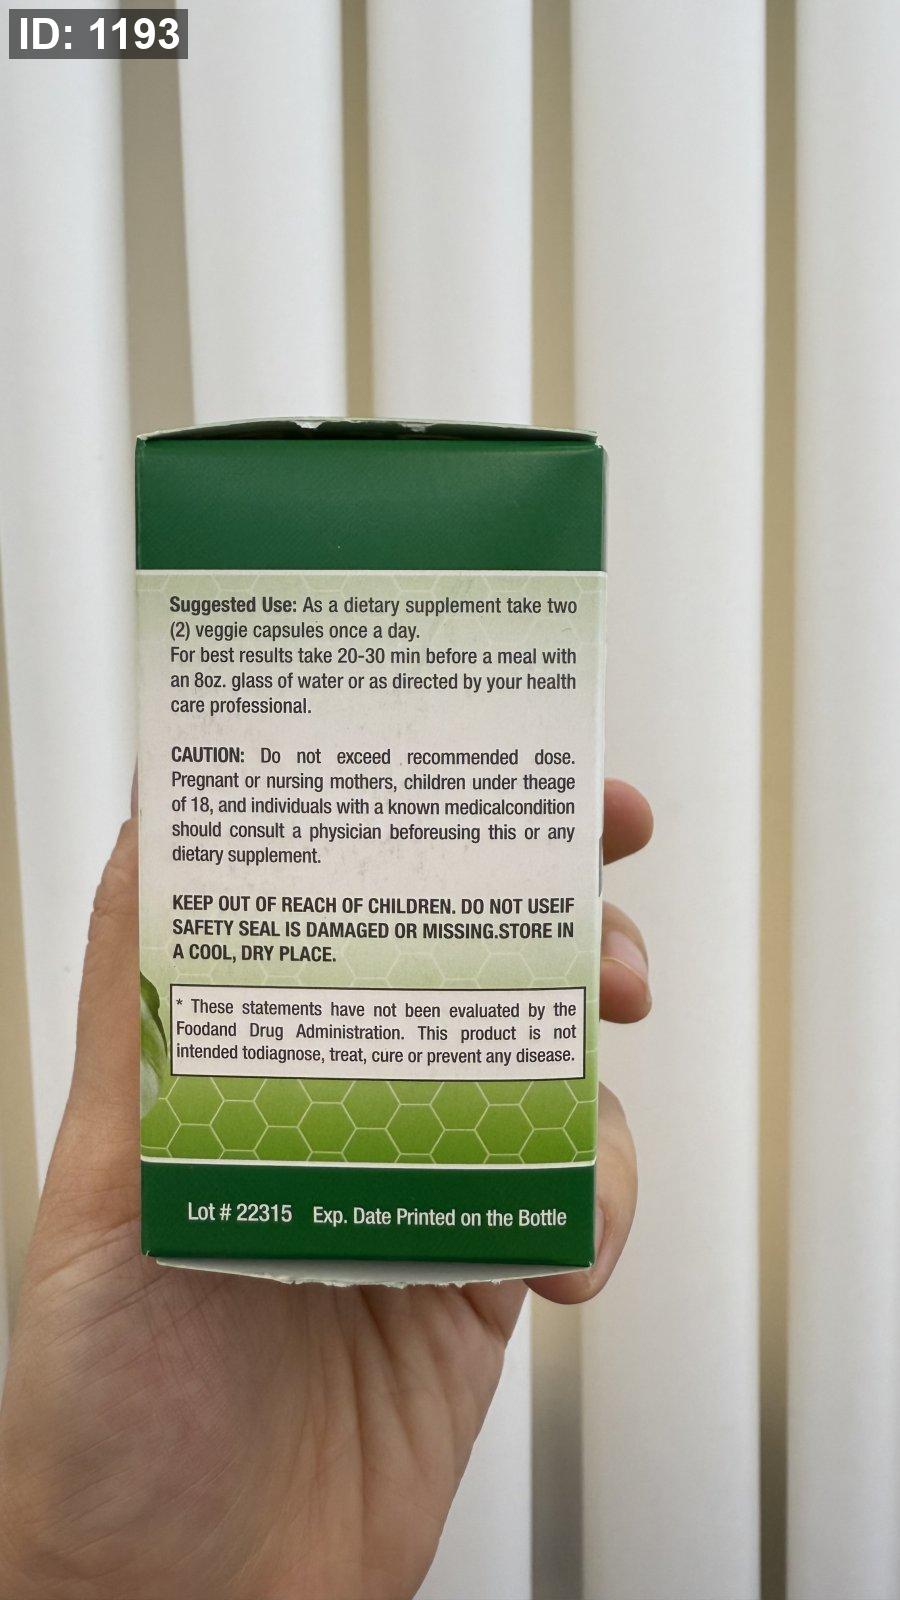 ID: 1193
Suggested Use: As a dietary supplement take two
(2) veggie capsules once a day.
For best results take 20-30 min before a meal with
an 8oz. glass of water or as directed by your health
care professional.
CAUTION: Do not exceed recommended dose.
Pregnant or nursing mothers, children under theage
of 18, and individuals with a known medicalcondition
should consult a physician beforeusing this or any
dietary supplement.
KEEP OUT OF REACH OF CHILDREN. DO NOT USEIF
SAFETY SEAL IS DAMAGED OR MISSING.STORE IN
A COOL, DRY PLACE.
* These statements have not been evaluated by the
Foodand Drug Administration. This product is not
intended todiagnose, treat, cure or prevent any disease.
Lot # 22315 Exp. Date Printed on the Bottle